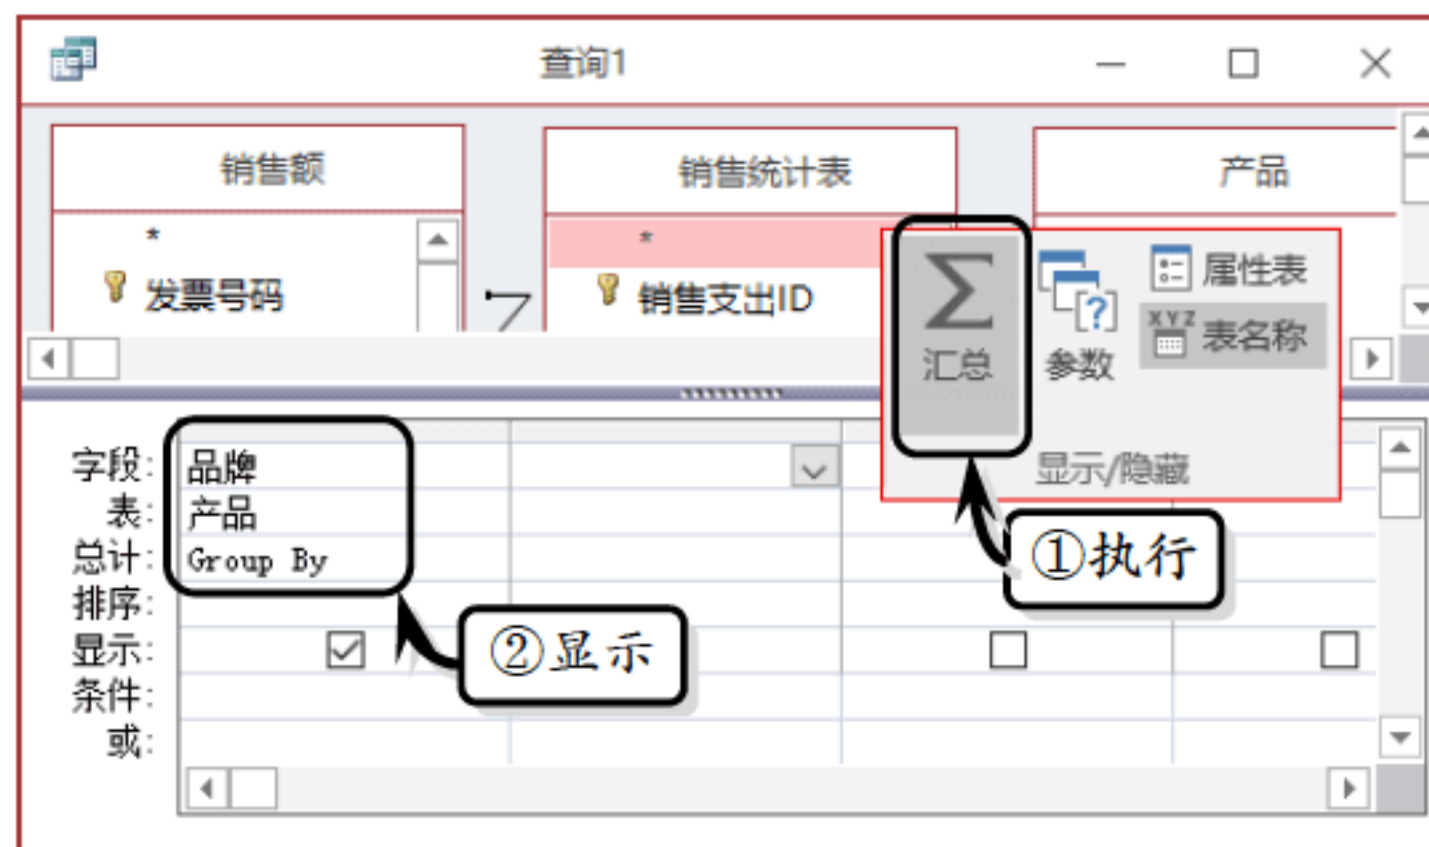 查询1
销售额
销售统计表
产品
*
*
发票号码
销售支出ID
汇总
参数
[?]
属性表
XYZ
表名称
显示/隐藏
字段: 品牌
表: 产品
总计: Group By
排序:
显示:
条件:
或:
①执行
②显示